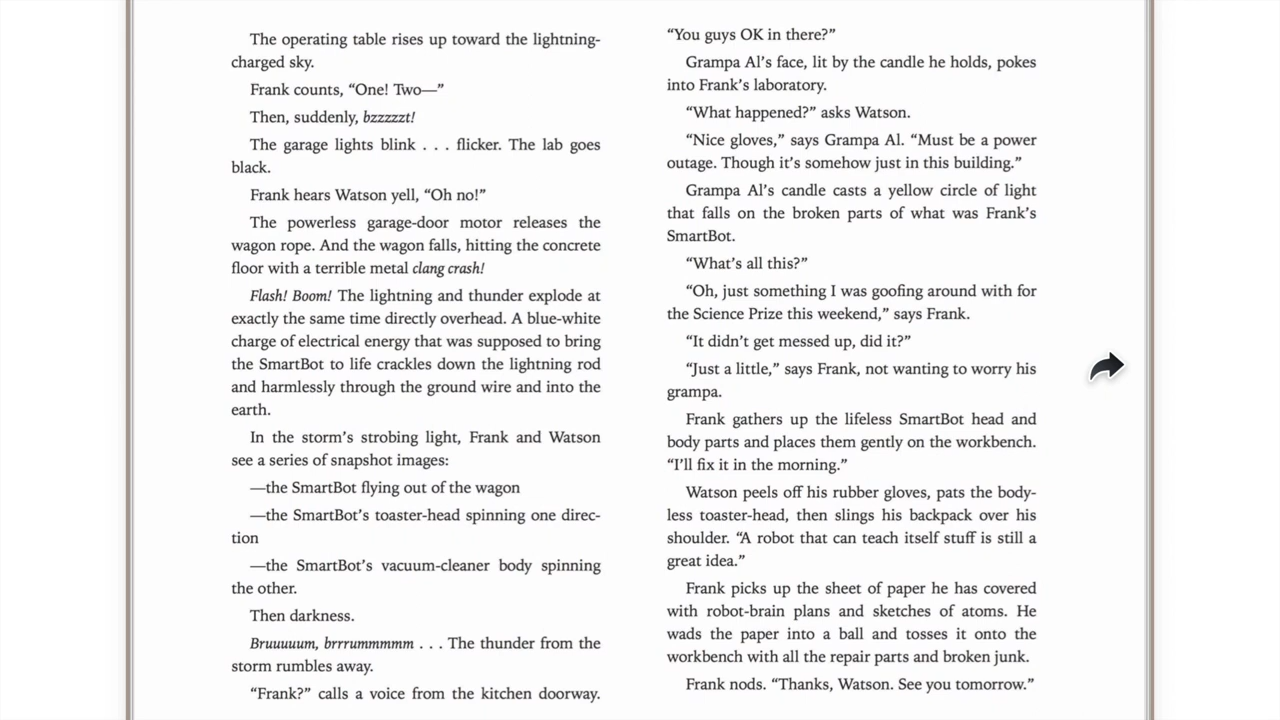 The operating table rises up toward the lightning-
charged sky.
Frank counts, “One! Two—”
Then, suddenly, bzzzzzt!
The garage lights blink . . . flicker. The lab goes
black.
Frank hears Watson yell, “Oh no!”
The powerless garage-door motor releases the
wagon rope. And the wagon falls, hitting the concrete
floor with a terrible metal clang crash!
Flash! Boom! The lightning and thunder explode at
exactly the same time directly overhead. A blue-white
charge of electrical energy that was supposed to bring
the SmartBot to life crackles down the lightning rod
and harmlessly through the ground wire and into the
earth.
In the storm’s strobing light, Frank and Watson
see a series of snapshot images:
—the SmartBot flying out of the wagon
—the SmartBot’s toaster-head spinning one direc-
tion
—the SmartBot’s vacuum-cleaner body spinning
the other.
Then darkness.
Bruuuuum, brrrummmmm . . . The thunder from the
storm rumbles away.
“Frank?” calls a voice from the kitchen doorway.
“You guys OK in there?”
Grampa Al’s face, lit by the candle he holds, pokes
into Frank’s laboratory.
“What happened?” asks Watson.
“Nice gloves,” says Grampa Al. “Must be a power
outage. Though it’s somehow just in this building.”
Grampa Al’s candle casts a yellow circle of light
that falls on the broken parts of what was Frank’s
SmartBot.
“What’s all this?”
“Oh, just something I was goofing around with for
the Science Prize this weekend,” says Frank.
“It didn’t get messed up, did it?”
“Just a little,” says Frank, not wanting to worry his
grampa.
Frank gathers up the lifeless SmartBot head and
body parts and places them gently on the workbench.
“I’ll fix it in the morning.”
Watson peels off his rubber gloves, pats the body-
less toaster-head, then slings his backpack over his
shoulder. “A robot that can teach itself stuff is still a
great idea.”
Frank picks up the sheet of paper he has covered
with robot-brain plans and sketches of atoms. He
wads the paper into a ball and tosses it onto the
workbench with all the repair parts and broken junk.
Frank nods. “Thanks, Watson. See you tomorrow.”